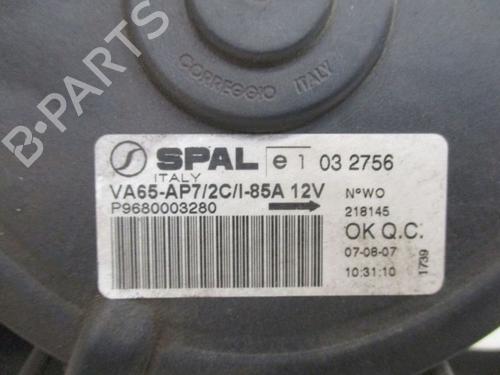 CORREGGIO ITALY
SPAL
ITALY
e 1 03 2756
VA65-AP7/2C/I-85A 12V
P9680003280
N°WO
218145
OK Q.C.
07-08-07
10:31:10
1739
B-PARTS